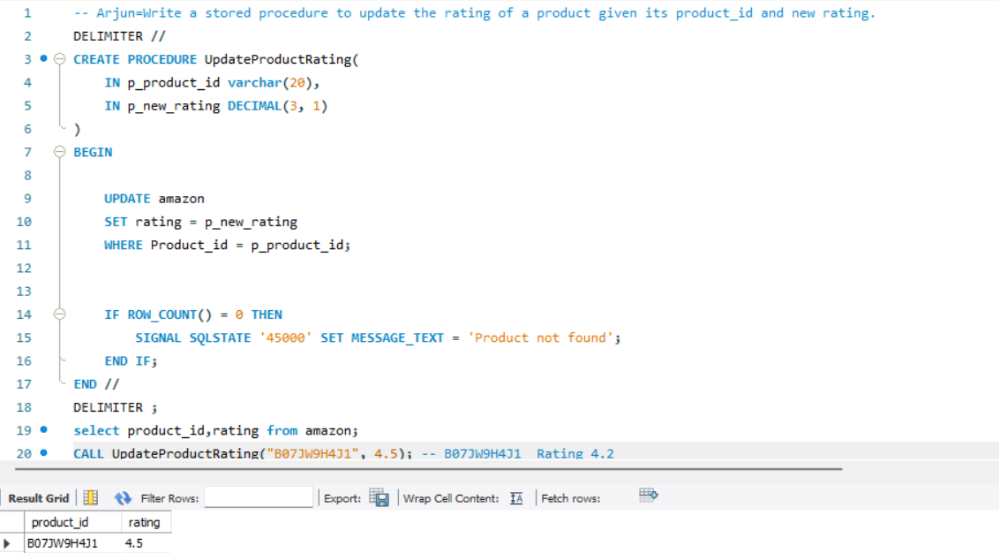 1 -- Arjun=Write a stored procedure to update the rating of a product given its product_id and new rating.
2 DELIMITER //
3 CREATE PROCEDURE UpdateProductRating(
4 IN p_product_id varchar(20),
5 IN p_new_rating DECIMAL(3, 1)
6 )
7 BEGIN
8
9 UPDATE amazon
10 SET rating = p_new_rating
11 WHERE Product_id = p_product_id;
12
13
14 IF ROW_COUNT() = 0 THEN
15 SIGNAL SQLSTATE '45000' SET MESSAGE_TEXT = 'Product not found';
16 END IF;
17 END //
18 DELIMITER ;
19 select product_id,rating from amazon;
20 CALL UpdateProductRating("B07JW9H4J1", 4.5); -- B07JW9H4J1 Rating 4.2
Result Grid Filter Rows: Export: Wrap Cell Content: Fetch rows:
product_id rating
B07JW9H4J1 4.5